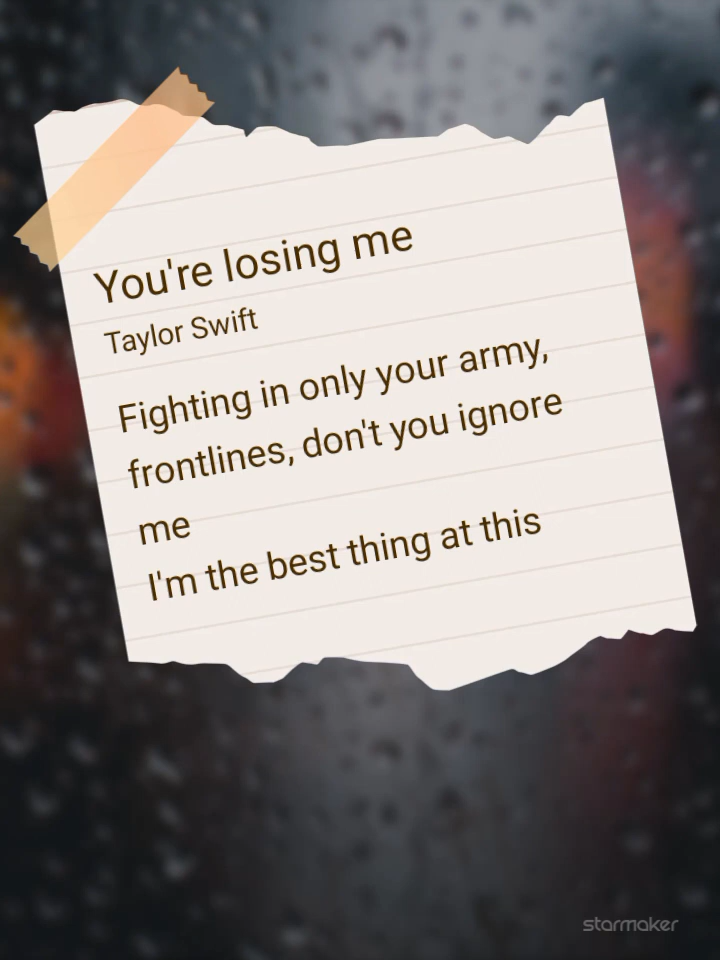 You're losing me
Taylor Swift
Fighting in only your army,
frontlines, don't you ignore
me
I'm the best thing at this
starmaker